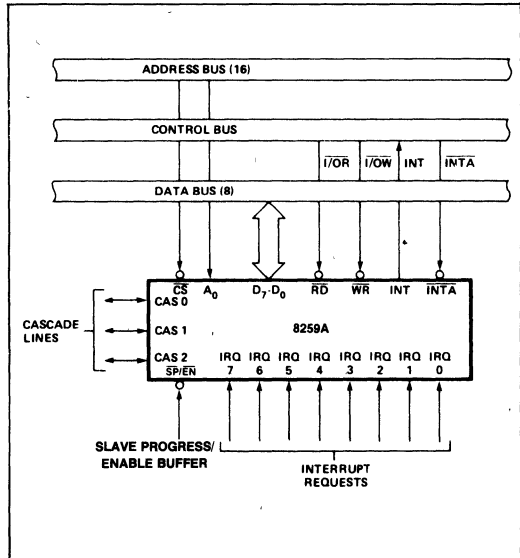 ADDRESS BUS (16)
CONTROL BUS
I/OR I/OW INT INTA
DATA BUS (8)
CS A0 D7-D0 RD WR INT INTA
CAS 0
CASCADE LINES
CAS 1
8259A
CAS 2
SP/EN
IRQ 7 IRQ 6 IRQ 5 IRQ 4 IRQ 3 IRQ 2 IRQ 1 IRQ 0
SLAVE PROGRESS/
ENABLE BUFFER
INTERRUPT
REQUESTS